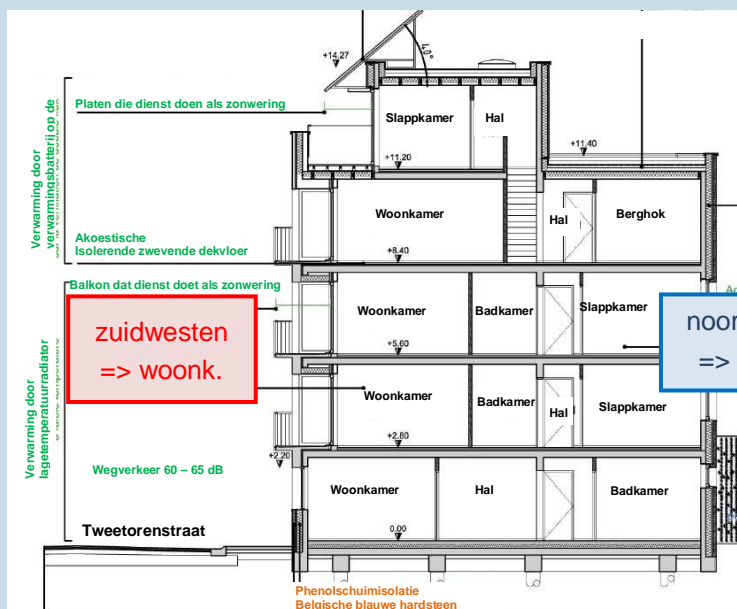 +14.27
40°
Platen die dienst doen als zonwering
Slappkamer
Hal
+11.40
+11.20
Verwarming door
verwarmingsbatterij op de
Woonkamer
Hal
Berghok
Akoestische
Isolerende zwevende dekvloer
+8.40
Balkon dat dienst doet als zonwering
Woonkamer
Badkamer
Slappkamer
zuidwesten
=> woonk.
noor
=>
+5.60
Verwarming door
lagetemperatuurradiator
Woonkamer
Badkamer
Hal
Slappkamer
+2.80
+2.20
Wegverkeer 60 – 65 dB
Woonkamer
Hal
Badkamer
Tweetorenstraat
0.00
Phenolschuimisolatie
Belgische blauwe hardsteen